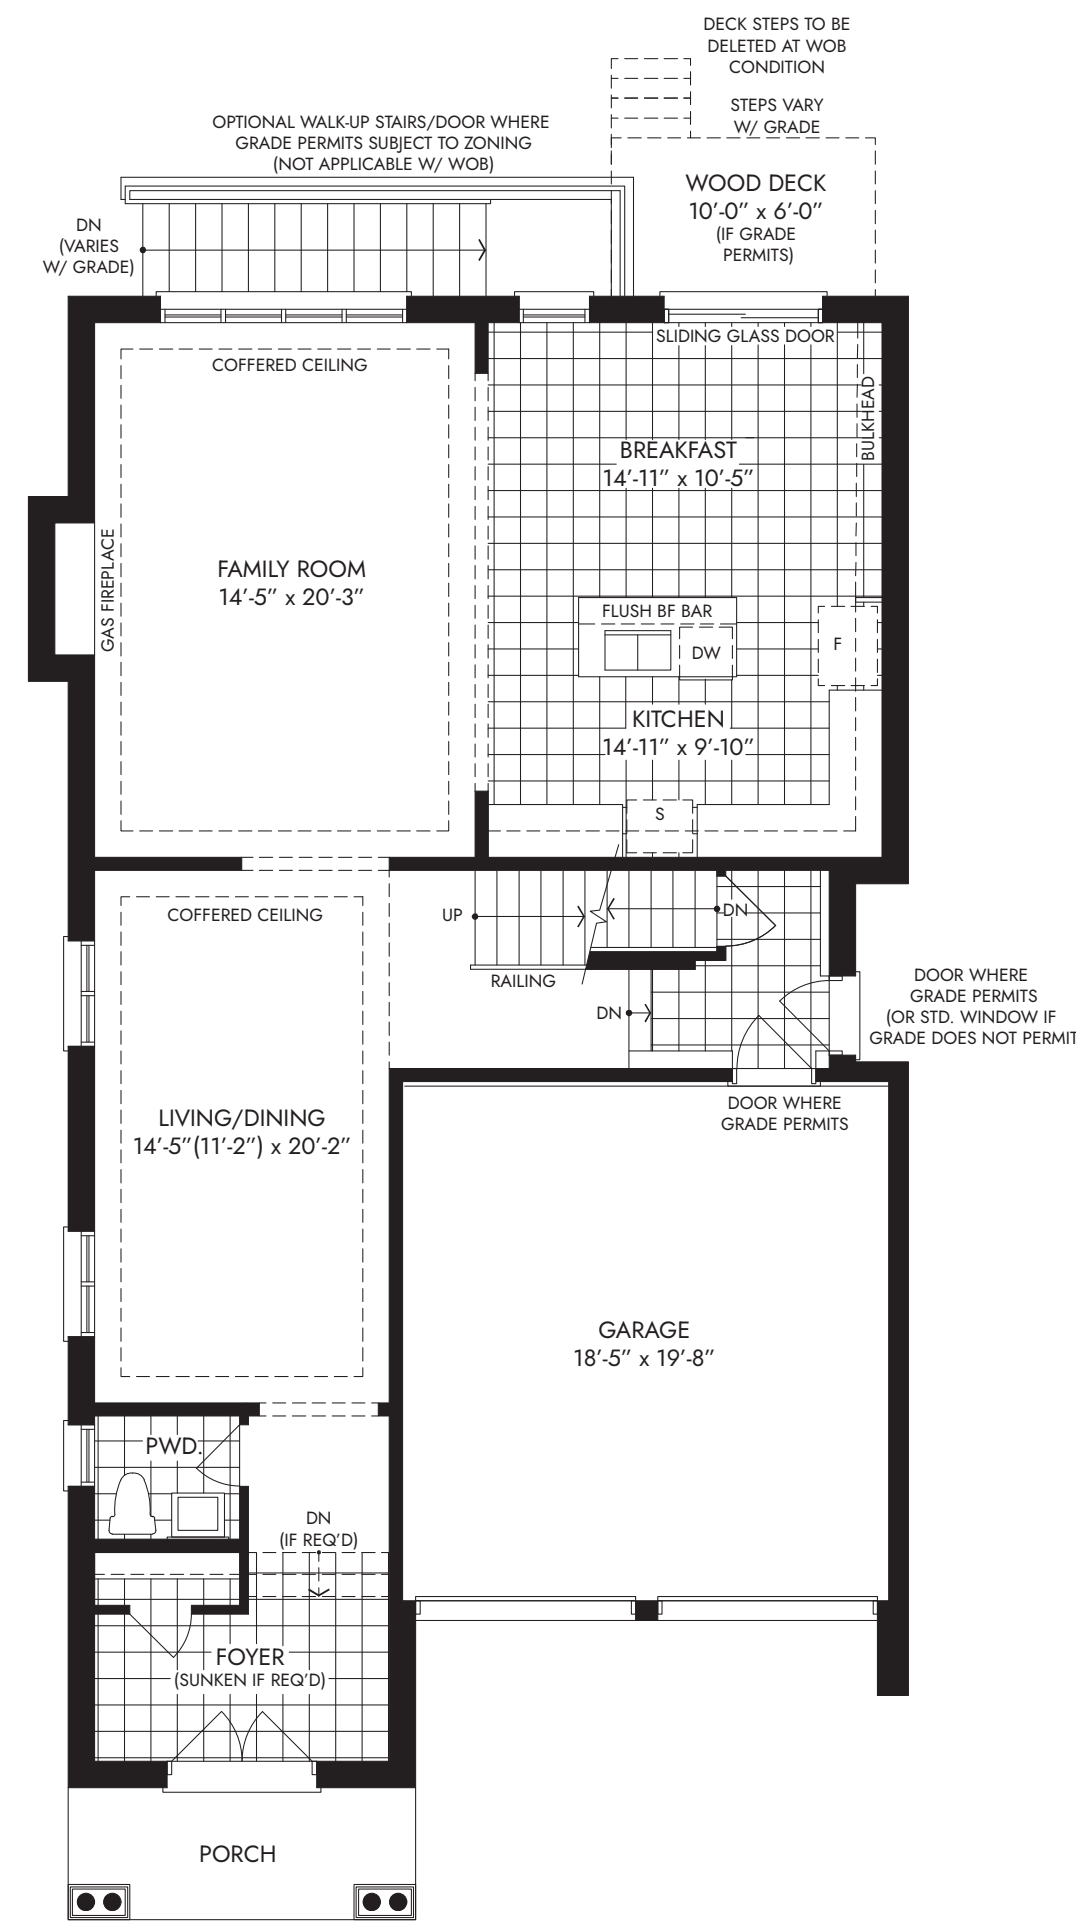 DECK STEPS TO BE
DELETED AT WOB
CONDITION
STEPS VARY
W/ GRADE
OPTIONAL WALK-UP STAIRS/DOOR WHERE
GRADE PERMITS SUBJECT TO ZONING
(NOT APPLICABLE W/ WOB)
WOOD DECK
10'-0” x 6'-0”
(IF GRADE
PERMITS)
DN
(VARIES
W/ GRADE)
SLIDING GLASS DOOR
COFFERED CEILING
BULKHEAD
BREAKFAST
14'-11” x 10'-5”
GAS FIREPLACE
FAMILY ROOM
14'-5” x 20'-3”
FLUSH BF BAR
DW
F
KITCHEN
14'-11” x 9'-10”
S
COFFERED CEILING
UP
DN
RAILING
DN
DOOR WHERE
GRADE PERMITS
(OR STD. WINDOW IF
GRADE DOES NOT PERMIT
DOOR WHERE
GRADE PERMITS
LIVING/DINING
14'-5”(11'-2”) x 20'-2”
GARAGE
18'-5” x 19'-8”
PWD.
DN
(IF REQ'D)
FOYER
(SUNKEN IF REQ'D)
PORCH